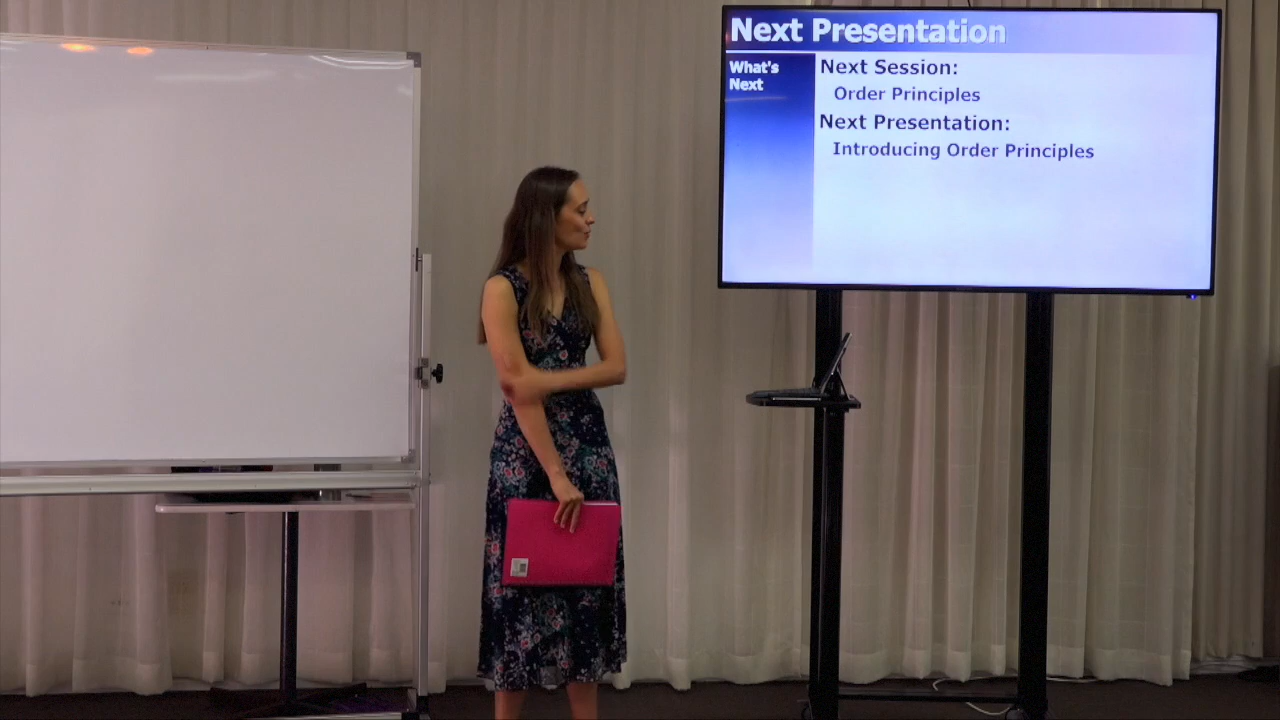 Next Presentation
What's
Next
Next Session:
Order Principles
Next Presentation:
Introducing Order Principles